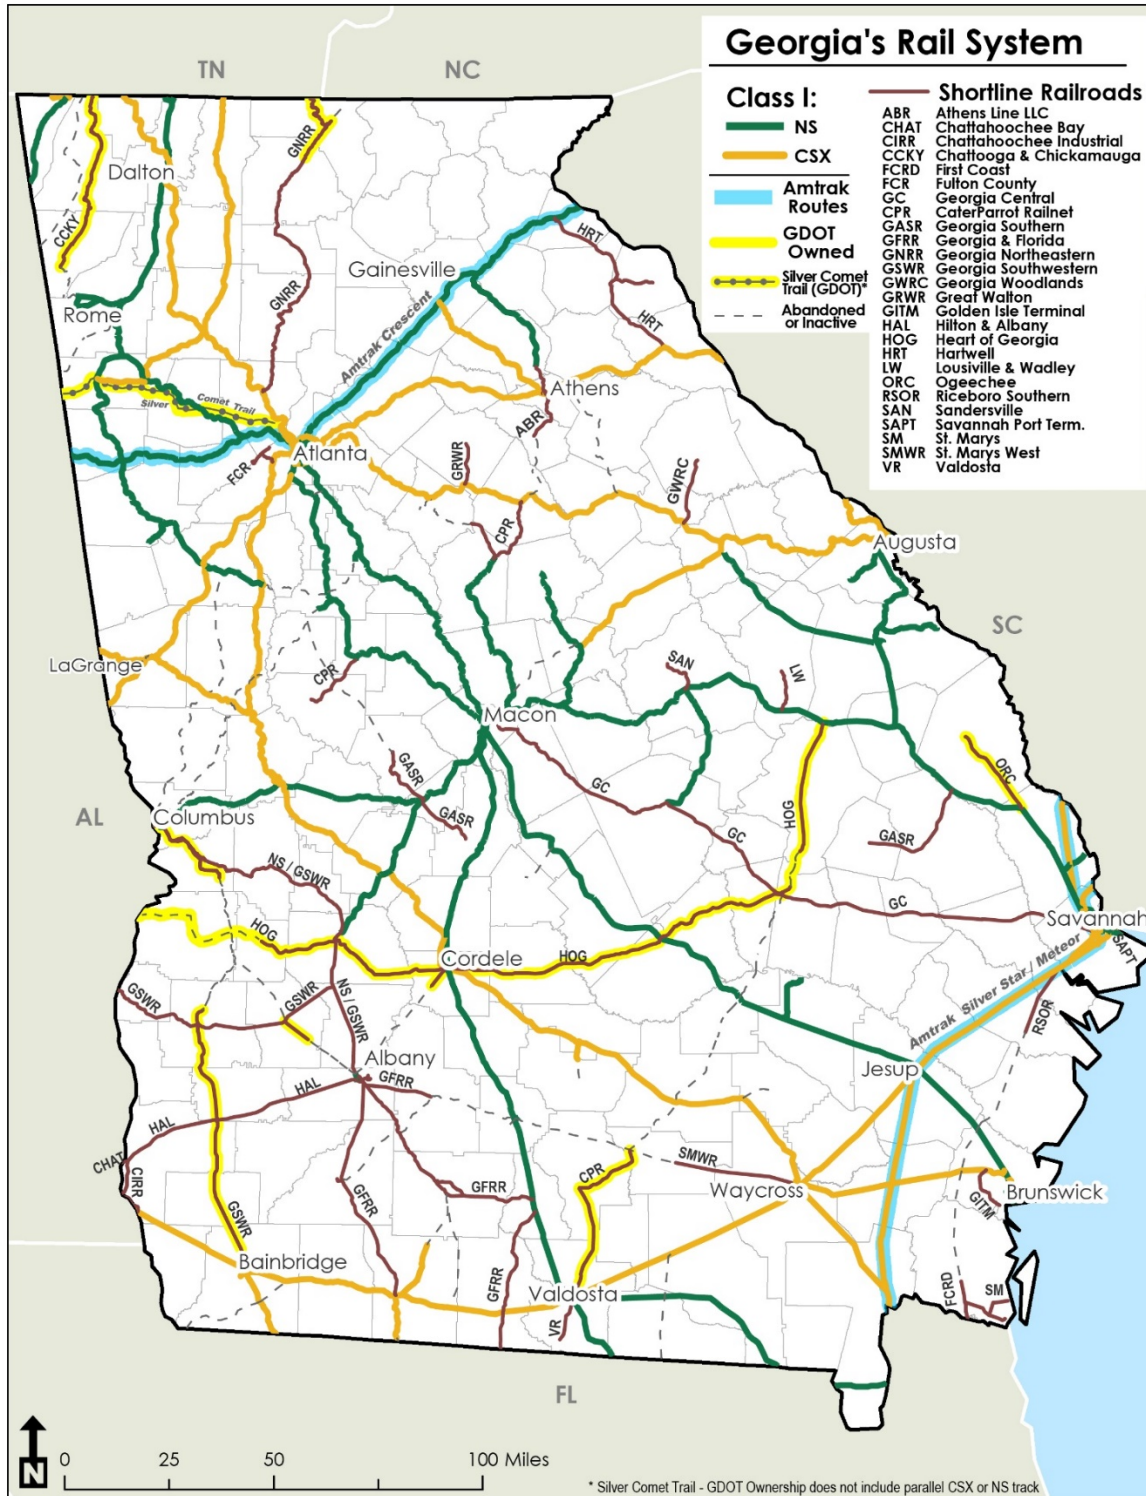 Georgia's Rail System
Class I:
NS
CSX
Amtrak
Routes
GDOT
Owned
Silver Comet
Trail (GDOT)*
Abandoned
or Inactive
Shortline Railroads
ABR Athens Line LLC
CHAT Chattahoochee Bay
CIRR Chattahoochee Industrial
CCKY Chattooga & Chickamauga
FCRD First Coast
FCR Fulton County
GC Georgia Central
CPR CaterParrot Railnet
GASR Georgia Southern
GFRR Georgia & Florida
GNRR Georgia Northeastern
GSWR Georgia Southwestern
GWRC Georgia Woodlands
GRWR Great Walton
GITM Golden Isle Terminal
HAL Hilton & Albany
HOG Heart of Georgia
HRT Hartwell
LW Lousiville & Wadley
ORC Ogeechee
RSOR Riceboro Southern
SAN Sandersville
SAPT Savannah Port Term.
SM St. Marys
SMWR St. Marys West
VR Valdosta
TN
NC
GNRR
Dalton
CCKY
HRT
Gainesville
GNRR
Rome
HRT
Amtrak Crescent
Athens
Silver Comet Trail
ABR
Atlanta
FCR
GRWR
GWRC
CPR
Augusta
SC
LaGrange
CPR
SAN
LW
Macon
GASR
GC
ORC
AL
Columbus
GASR
GC
HOG
GASR
NS / GSWR
GC
Savannah
HOG
SAPT
Cordele
HOG
Amtrak Silver Star / Meteor
GSWR
GSWR
NS / GSWR
RSOR
Albany
GFRR
Jesup
HAL
HAL
CHAT
CIRR
SMWR
CPR
GFRR
Waycross
Brunswick
GFRR
GITM
GSWR
Bainbridge
GFRR
Valdosta
VR
FCRD
SM
FL
N
0 25 50 100 Miles
* Silver Comet Trail - GDOT Ownership does not include parallel CSX or NS track